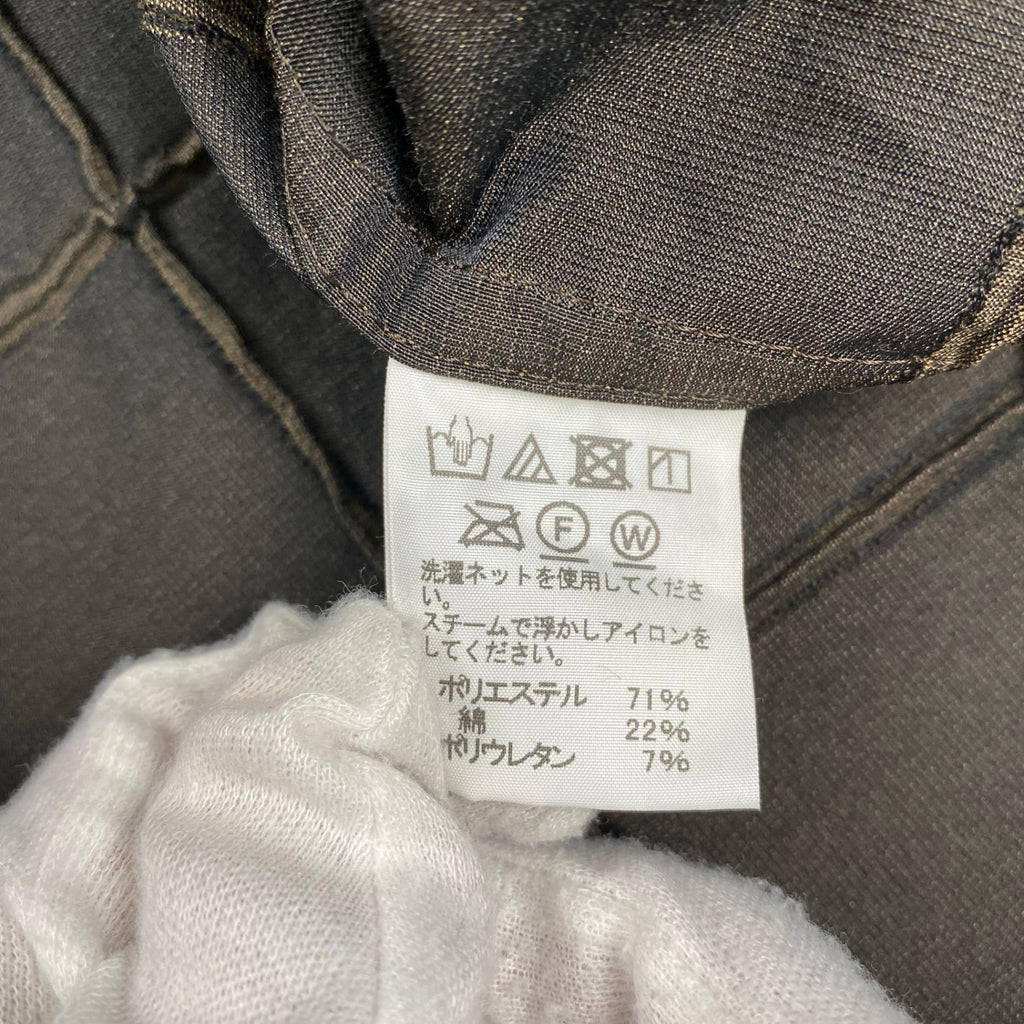 F W
洗濯ネットを使用してくださ
い。
スチームで浮かしアイロンを
してください。
ポリエステル 71%
綿 22%
ポリウレタン 7%